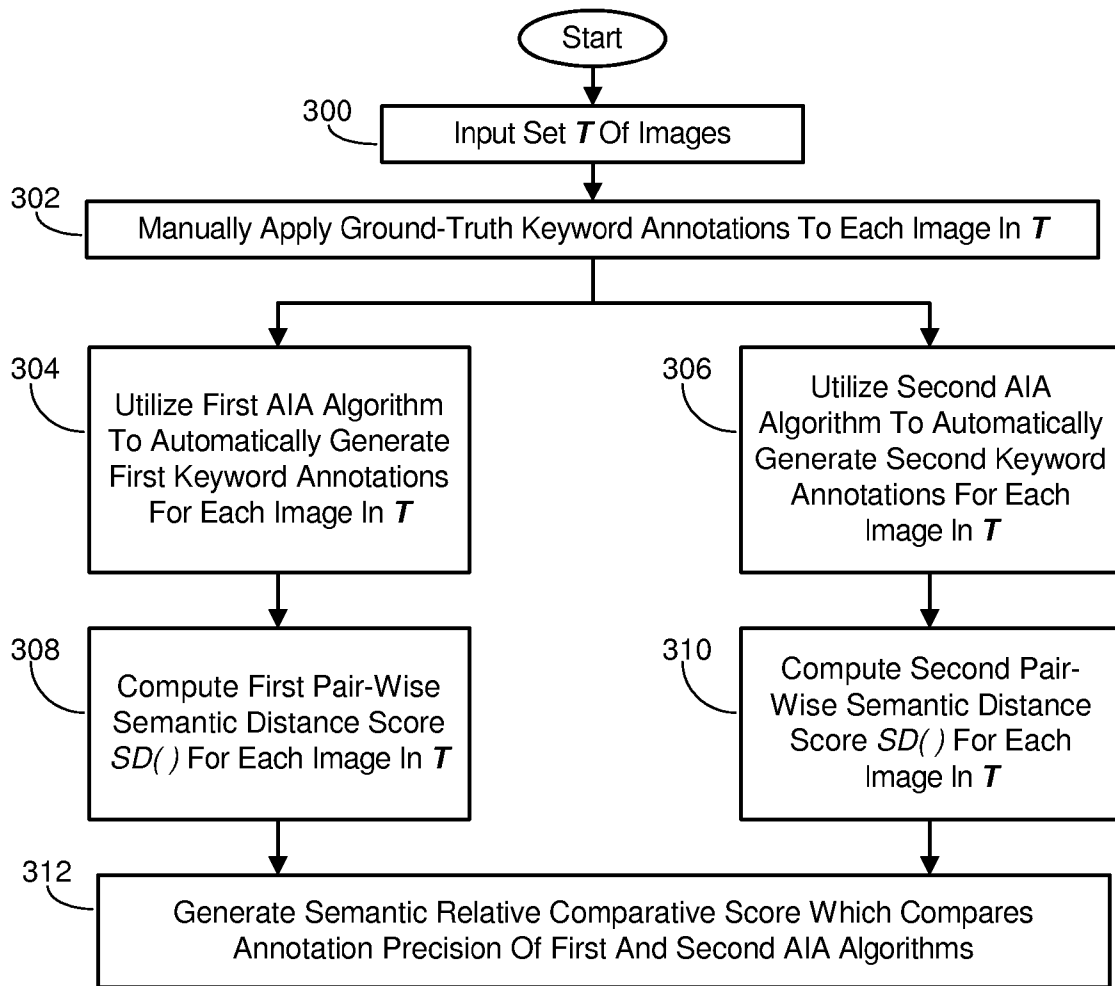 Start
300
Input Set T Of Images
302
Manually Apply Ground-Truth Keyword Annotations To Each Image In T
304
Utilize First AIA Algorithm
To Automatically Generate
First Keyword Annotations
For Each Image In T
306
Utilize Second AIA
Algorithm To Automatically
Generate Second Keyword
Annotations For Each
Image In T
308
Compute First Pair-Wise
Semantic Distance Score
SD( ) For Each Image In T
310
Compute Second Pair-
Wise Semantic Distance
Score SD( ) For Each
Image In T
312
Generate Semantic Relative Comparative Score Which Compares
Annotation Precision Of First And Second AIA Algorithms